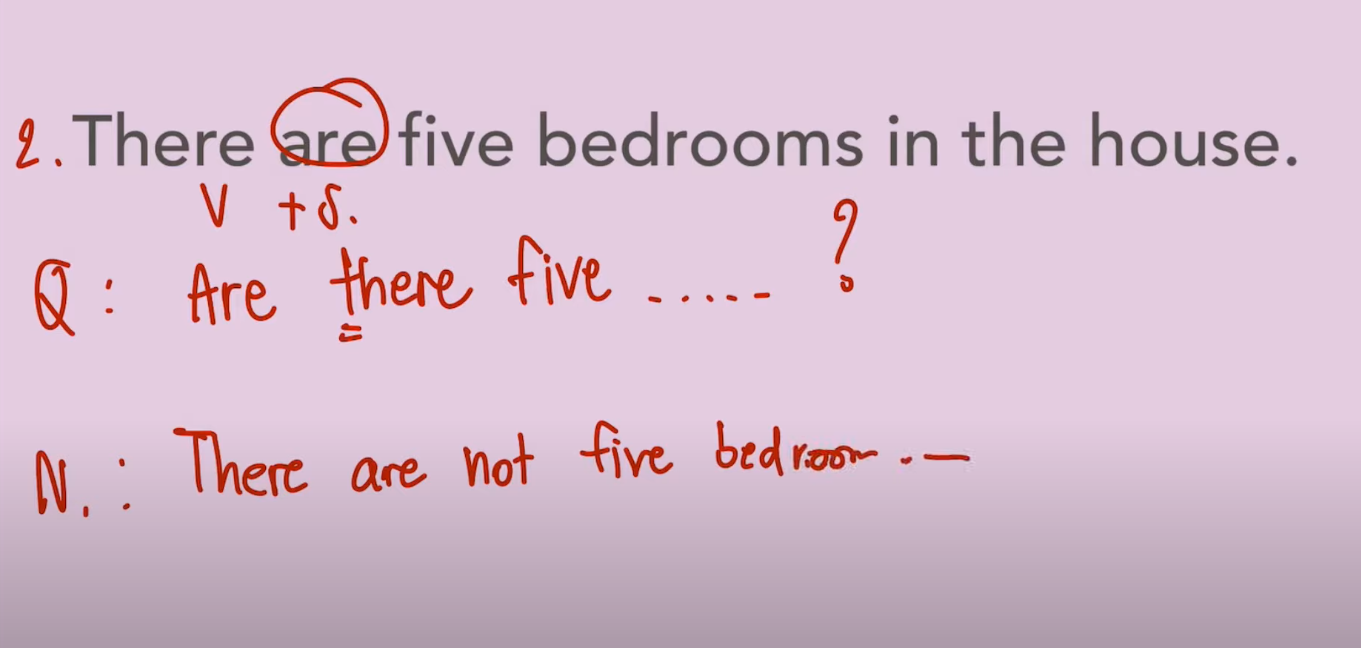 2. There are five bedrooms in the house.
V + S.
Q : Are there five ..... ?
N. : There are not five bedroom . —